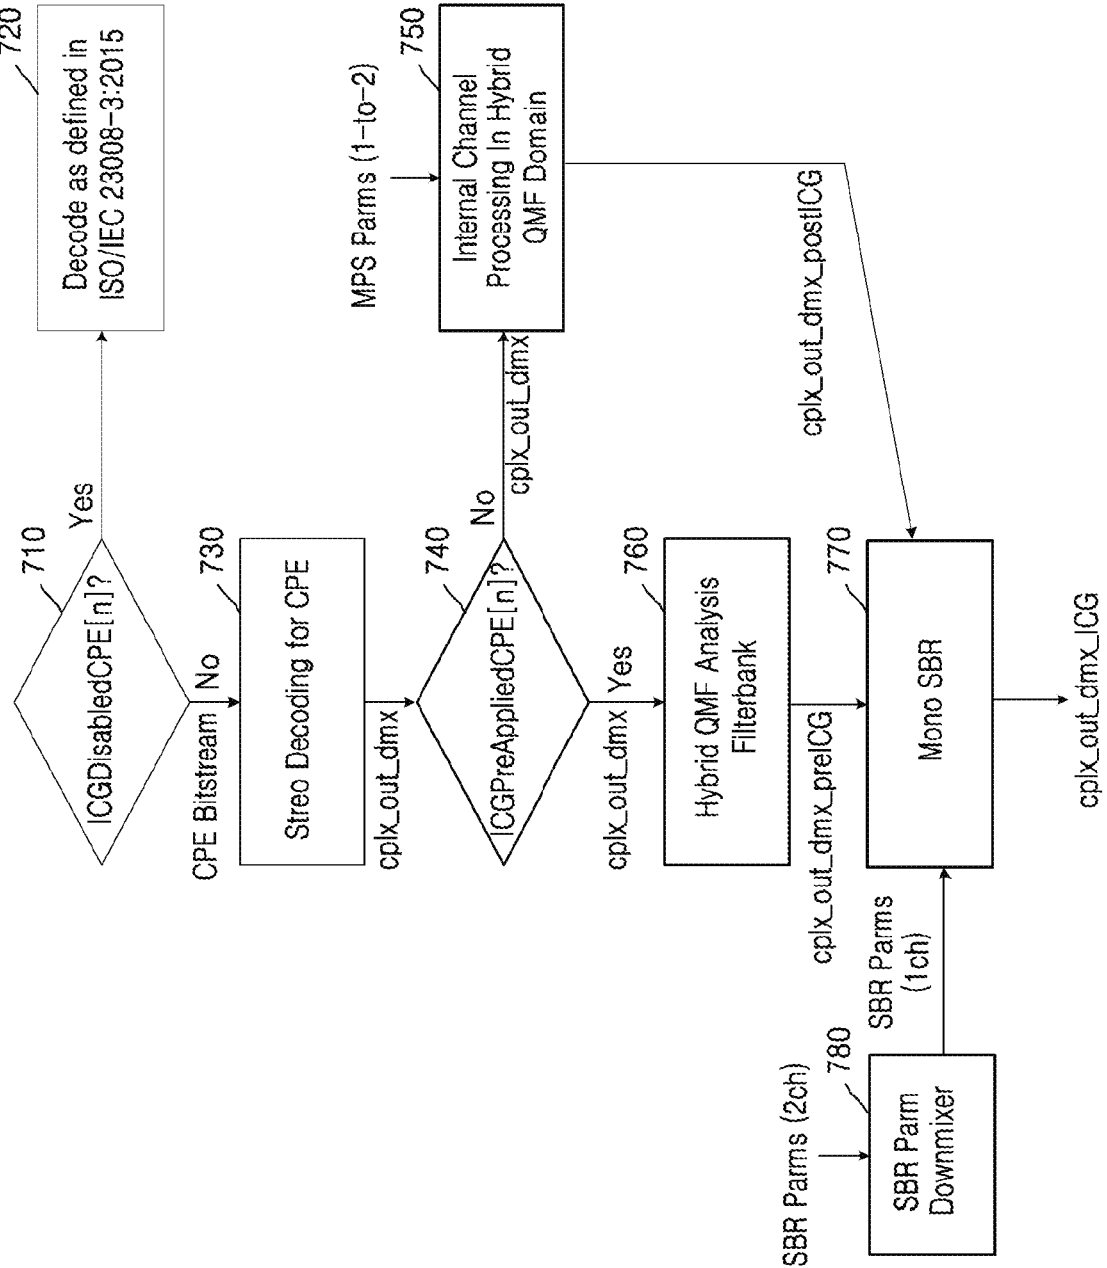 710
720
ICGDisabledCPE[n]?
Yes
Decode as defined in
ISO/IEC 23008-3:2015
CPE Bitstream
No
730
Streo Decoding for CPE
cplx_out_dmx
MPS Parms (1-to-2)
740
750
ICGPreAppliedCPE[n]?
No
cplx_out_dmx
Internal Channel
Processing In Hybrid
QMF Domain
cplx_out_dmx
Yes
760
Hybrid QMF Analysis
Filterbank
cplx_out_dmx_preICG
cplx_out_dmx_postICG
SBR Parms (2ch)
780
770
SBR Parm
Downmixer
SBR Parms
(1ch)
Mono SBR
cplx_out_dmx_ICG